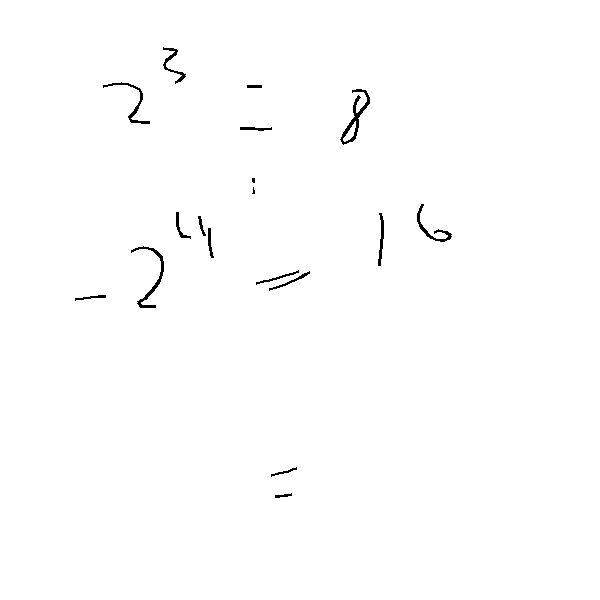 2³ = 8
-2⁴ = 16
=